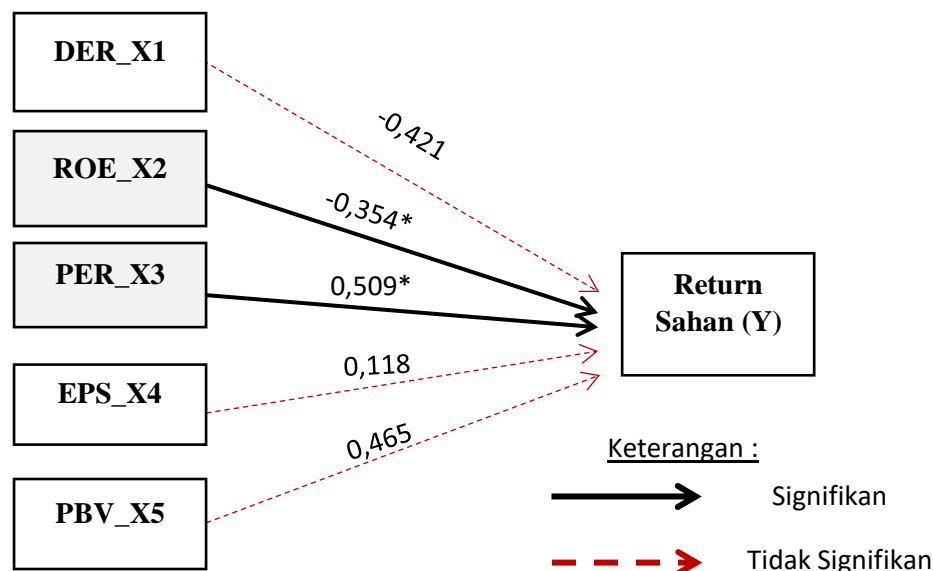 DER_X1
-0,421
ROE_X2
-0,354*
PER_X3
0,509*
Return
Sahan (Y)
EPS_X4
0,118
PBV_X5
0,465
Keterangan :
Signifikan
Tidak Signifikan